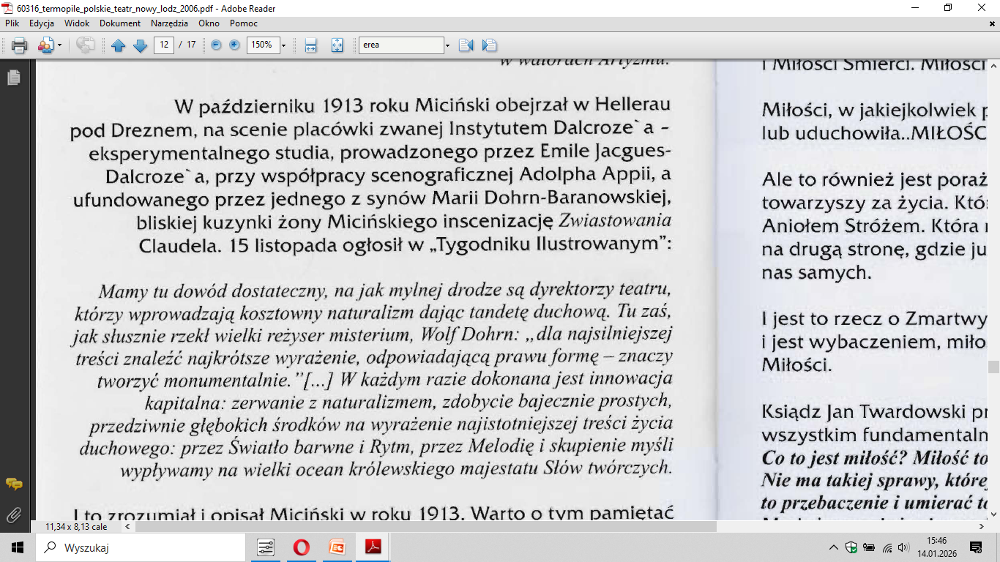 60316_termopile_polskie_teatr_nowy_lodz_2006.pdf - Adobe Reader
Plik Edycja Widok Dokument Narzędzia Okno Pomoc
12 / 17 150% erea
w walorach Artyzmu.
W październiku 1913 roku Miciński obejrzał w Hellerau
pod Dreznem, na scenie placówki zwanej Instytutem Dalcroze`a –
eksperymentalnego studia, prowadzonego przez Emile Jacgues-
Dalcroze`a, przy współpracy scenograficznej Adolpha Appii, a
ufundowanego przez jednego z synów Marii Dohrn-Baranowskiej,
bliskiej kuzynki żony Micińskiego inscenizację Zwiastowania
Claudela. 15 listopada ogłosił w „Tygodniku Ilustrowanym”:
Mamy tu dowód dostateczny, na jak mylnej drodze są dyrektorzy teatru,
którzy wprowadzają kosztowny naturalizm dając tandetę duchową. Tu zaś,
jak słusznie rzekł wielki reżyser misterium, Wolf Dohrn: „dla najsilniejszej
treści znaleźć najkrótsze wyrażenie, odpowiadającą prawu formę – znaczy
tworzyć monumentalnie.”[...] W każdym razie dokonana jest innowacja
kapitalna: zerwanie z naturalizmem, zdobycie bajecznie prostych,
przedziwnie głębokich środków na wyrażenie najistotniejszej treści życia
duchowego: przez Światło barwne i Rytm, przez Melodię i skupienie myśli
wypływamy na wielki ocean królewskiego majestatu Słów twórczych.
I to zrozumiał i opisał Miciński w roku 1913. Warto o tym pamiętać
i Miłości Śmierci. Miłości
Miłości, w jakiejkolwiek
lub uduchowiła..MIŁOŚĆ
Ale to również jest
towarzyszy za życia.
Aniołem Stróżem. Która
na drugą stronę, gdzie
nas samych.
I jest to rzecz o
i jest wybaczeniem,
Miłości.
Ksiądz Jan Twardowski
wszystkim
Co to jest miłość? Miłość to
Nie ma takiej sprawy,
to przebaczenie i umierać
11,34 x 8,13 cale
Wyszukaj
15:46
14.01.2026